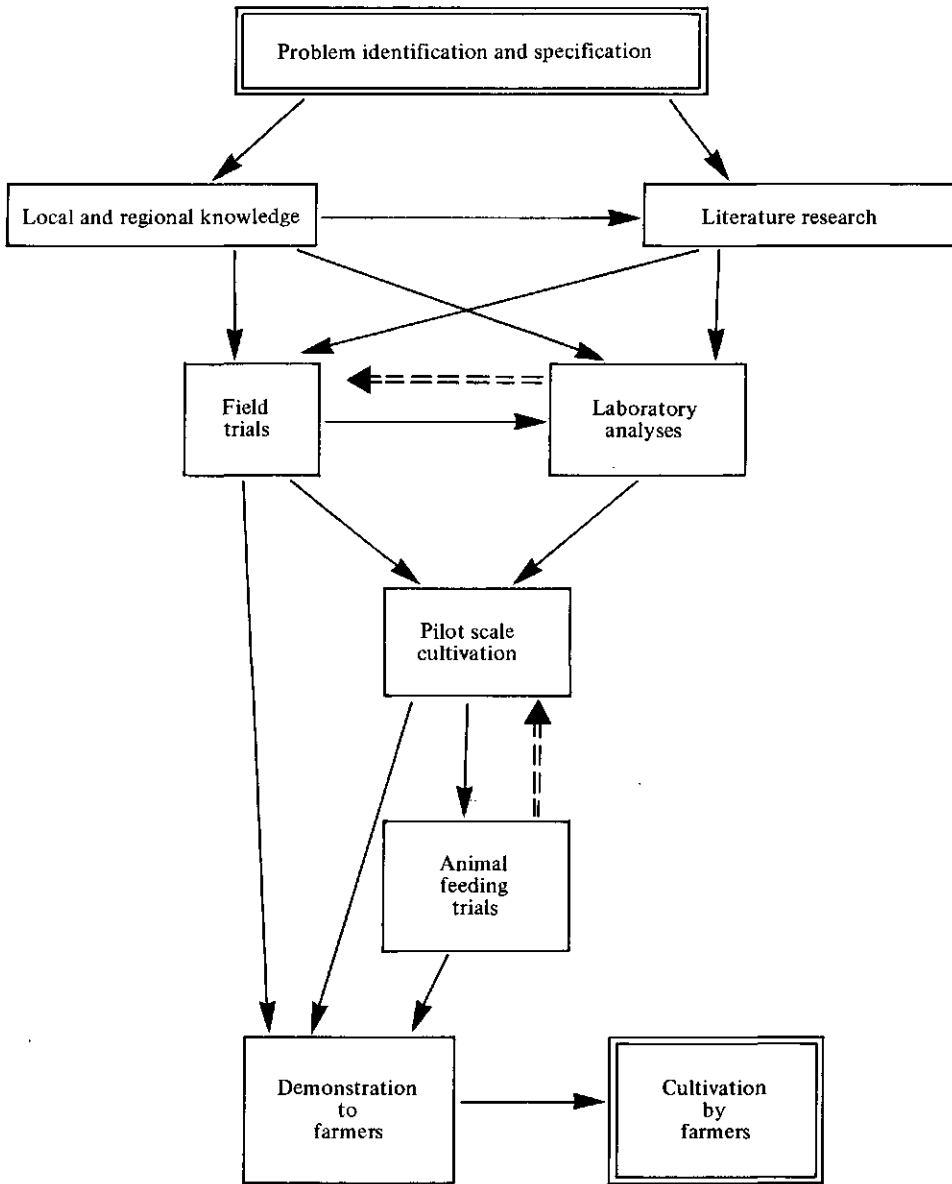 Problem identification and specification
Local and regional knowledge
Literature research
Field
trials
Laboratory
analyses
Pilot scale
cultivation
Animal
feeding
trials
Demonstration
to
farmers
Cultivation
by
farmers